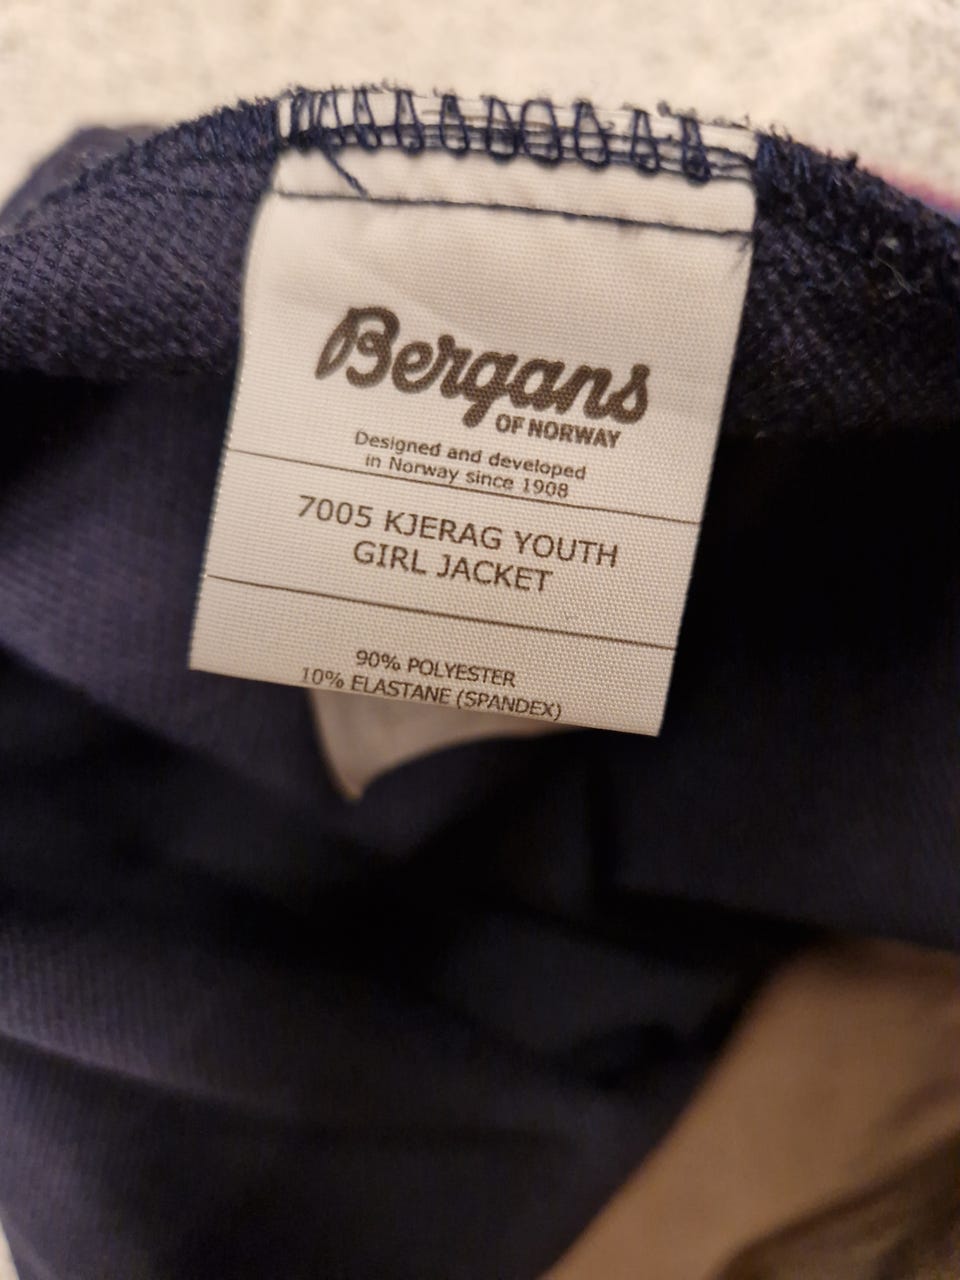 Bergans
OF NORWAY
Designed and developed
in Norway since 1908
7005 KJERAG YOUTH
GIRL JACKET
90% POLYESTER
10% ELASTANE (SPANDEX)